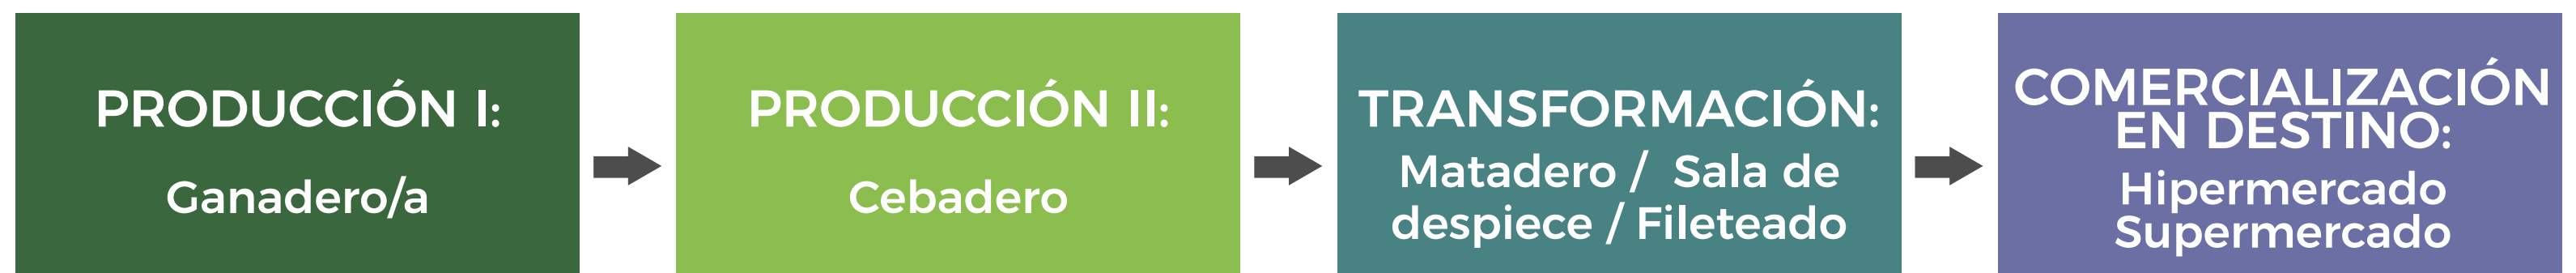 PRODUCCIÓN I:
Ganadero/a
PRODUCCIÓN II:
Cebadero
TRANSFORMACIÓN:
Matadero / Sala de
despiece / Fileteado
COMERCIALIZACIÓN
EN DESTINO:
Hipermercado
Supermercado